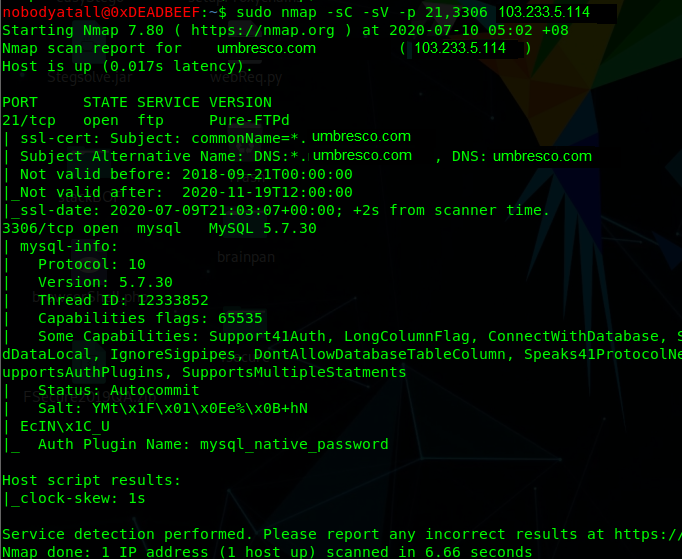 nobodyatall@0xDEADBEEF:~$ sudo nmap -sC -sV -p 21,3306 103.233.5.114
Starting Nmap 7.80 ( https://nmap.org ) at 2020-07-10 05:02 +08
Nmap scan report for umbresco.com ( 103.233.5.114 )
Host is up (0.017s latency).
Stegsolve.jar webReq.py
PORT STATE SERVICE VERSION
21/tcp open ftp Pure-FTPd
| ssl-cert: Subject: commonName=*. umbresco.com
| Subject Alternative Name: DNS:*. umbresco.com , DNS: umbresco.com
| Not valid before: 2018-09-21T00:00:00
|_Not valid after: 2020-11-19T12:00:00
|_ssl-date: 2020-07-09T21:03:07+00:00; +2s from scanner time.
3306/tcp open mysql MySQL 5.7.30
| mysql-info:
brainpan
| Protocol: 10
| Version: 5.7.30
| Thread ID: 12333852
| Capabilities flags: 65535
| Some Capabilities: Support41Auth, LongColumnFlag, ConnectWithDatabase, S
dDataLocal, IgnoreSigpipes, DontAllowDatabaseTableColumn, Speaks41ProtocolNe
upportsAuthPlugins, SupportsMultipleStatments
| Status: Autocommit
| Salt: YMt\x1F\x01\x0Ee%\x0B+hN
| EcIN\x1C_U
|_ Auth Plugin Name: mysql_native_password
Host script results:
|_clock-skew: 1s
Service detection performed. Please report any incorrect results at https:/
Nmap done: 1 IP address (1 host up) scanned in 6.66 seconds